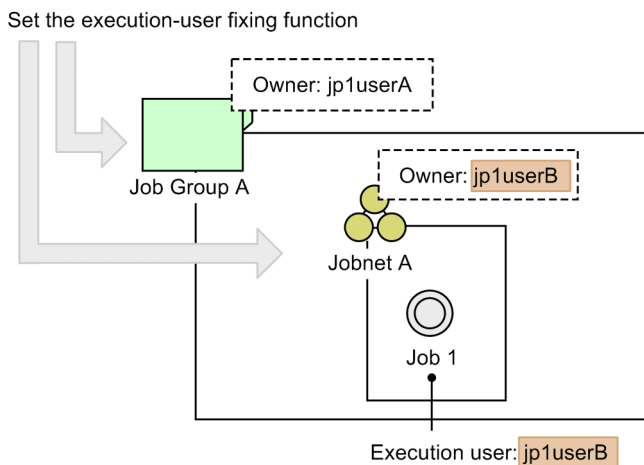 Set the execution-user fixing function
Owner: jp1userA
Job Group A
Owner: jp1userB
Jobnet A
Job 1
Execution user: jp1userB